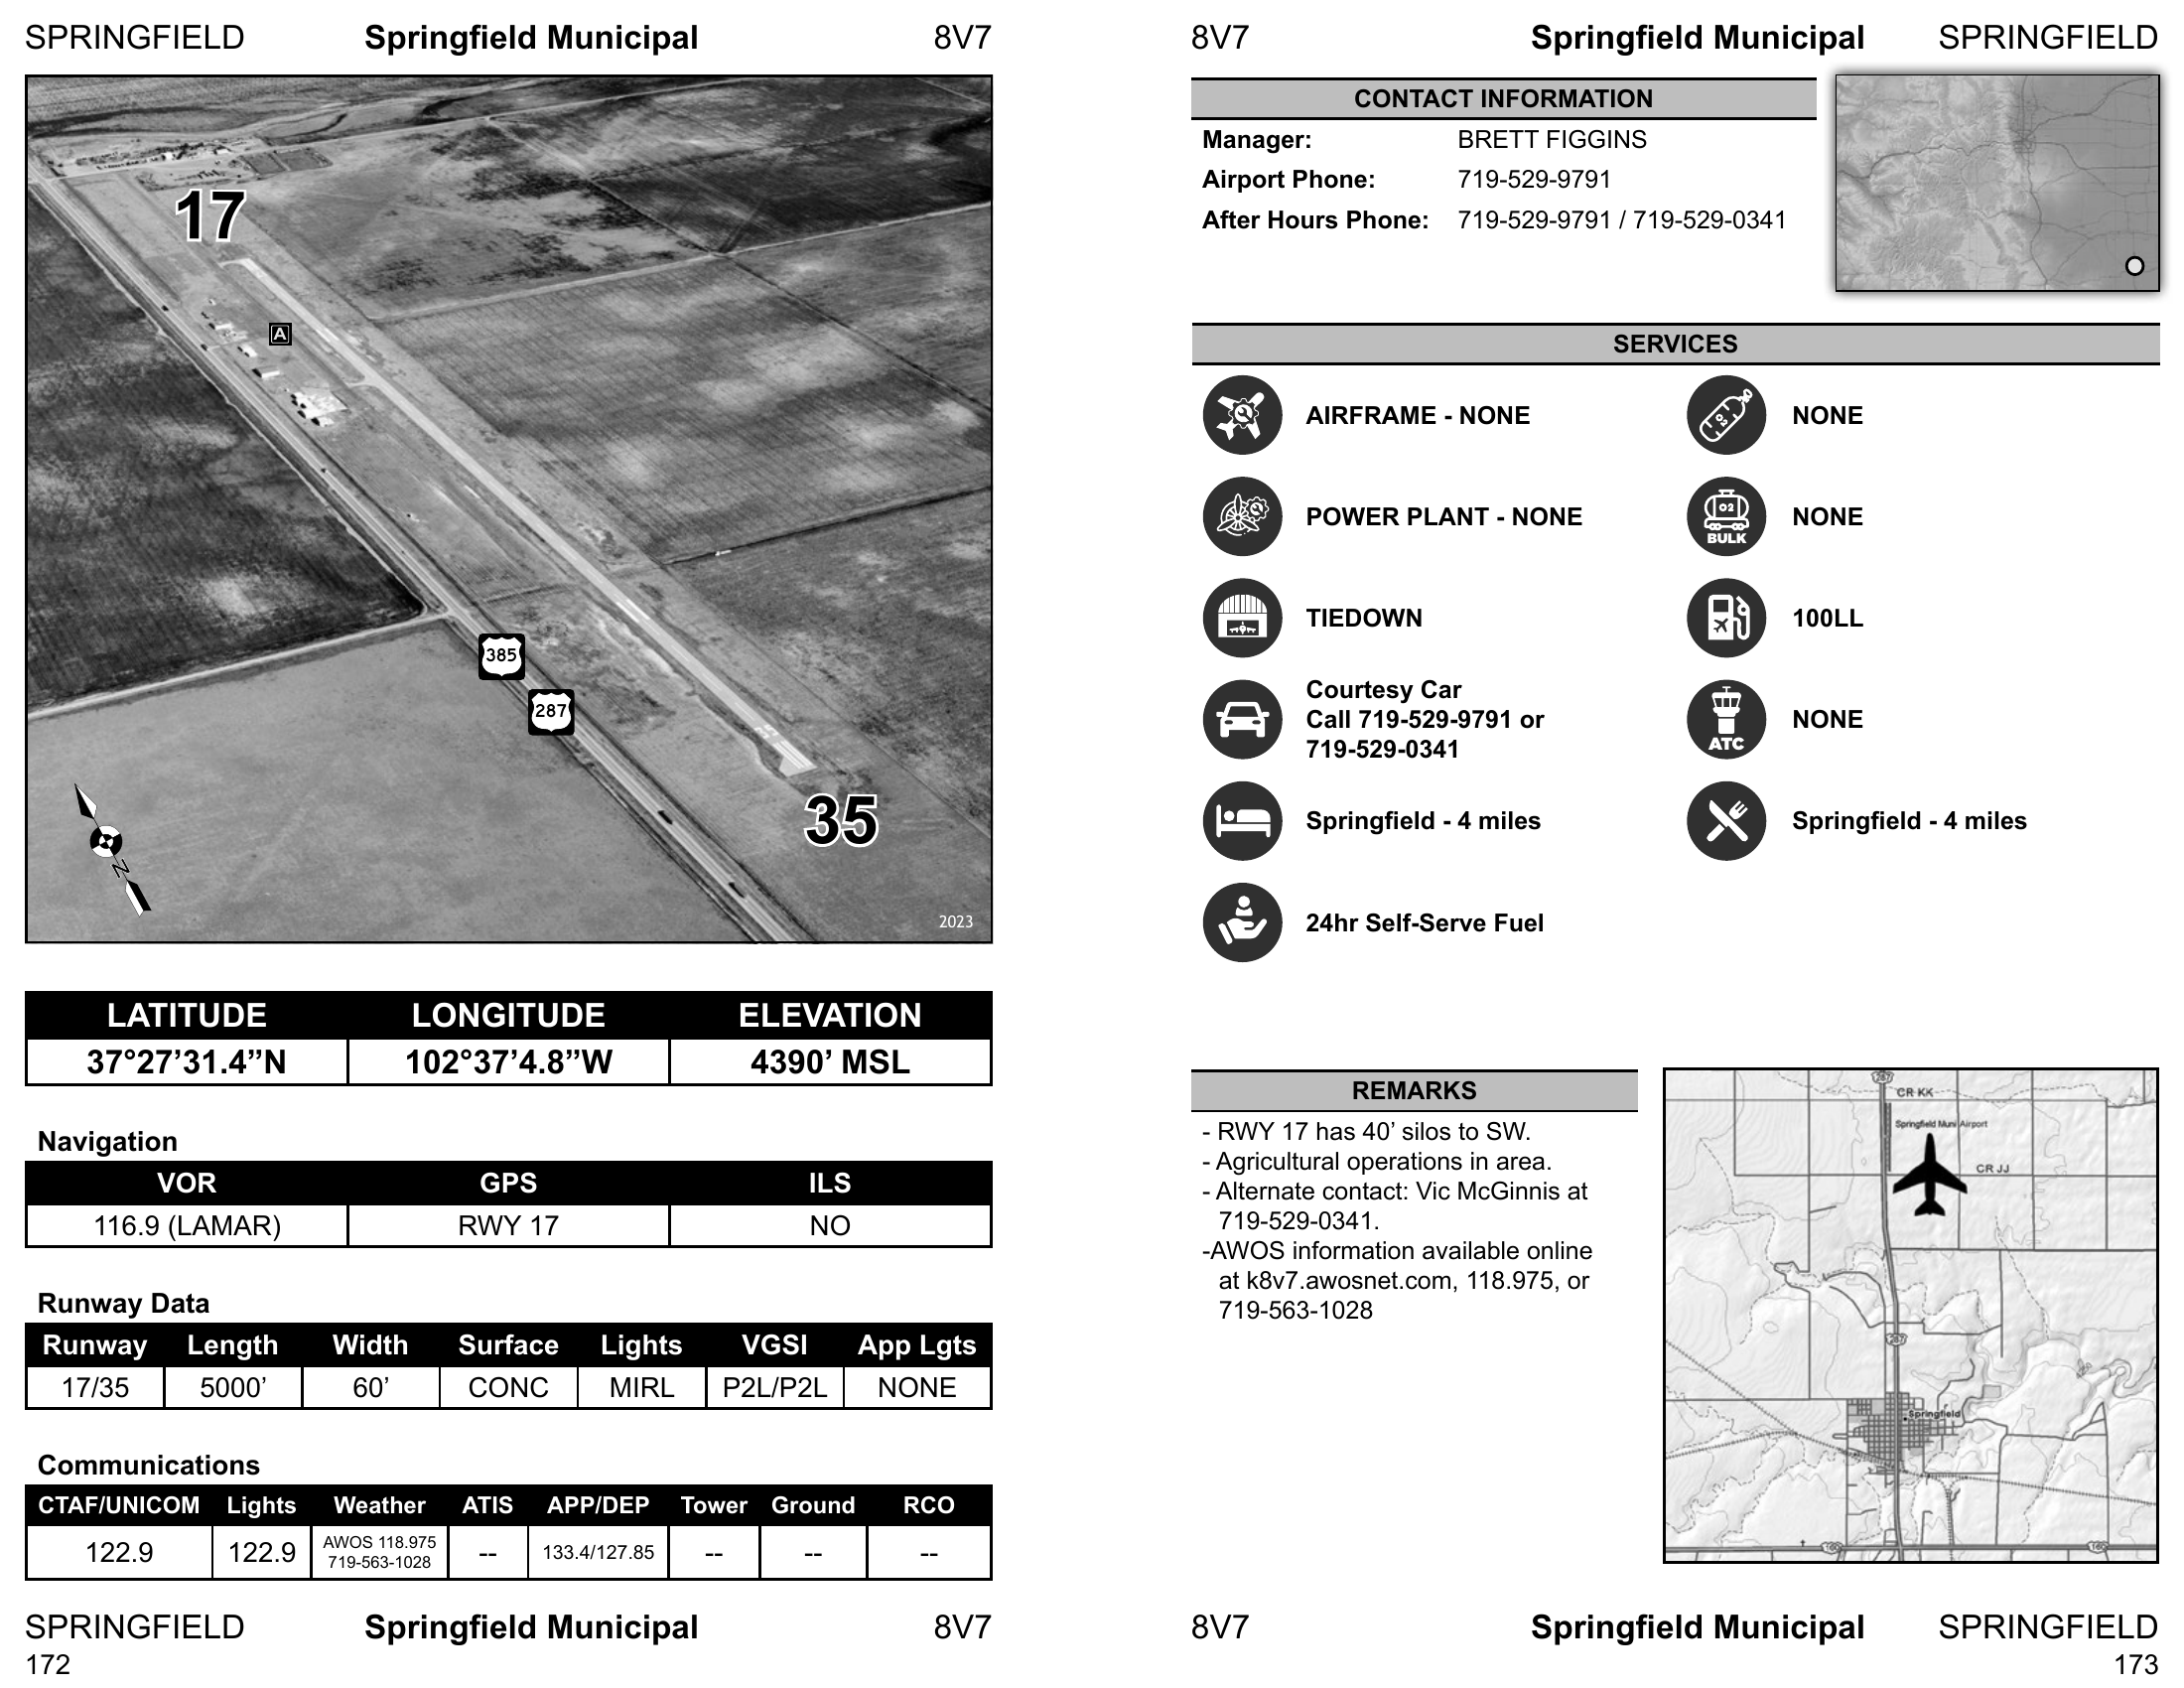 SPRINGFIELD Springfield Municipal 8V7
17
A
385
287
35
N
2023
LATITUDE LONGITUDE ELEVATION
37°27’31.4”N 102°37’4.8”W 4390’ MSL
Navigation
VOR GPS ILS
116.9 (LAMAR) RWY 17 NO
Runway Data
Runway Length Width Surface Lights VGSI App Lgts
17/35 5000’ 60’ CONC MIRL P2L/P2L NONE
Communications
CTAF/UNICOM Lights Weather ATIS APP/DEP Tower Ground RCO
122.9 122.9 AWOS 118.975 -- 133.4/127.85 -- -- --
719-563-1028
SPRINGFIELD Springfield Municipal 8V7
172
8V7 Springfield Municipal SPRINGFIELD
CONTACT INFORMATION
Manager: BRETT FIGGINS
Airport Phone: 719-529-9791
After Hours Phone: 719-529-9791 / 719-529-0341
SERVICES
AIRFRAME - NONE
O2 NONE
POWER PLANT - NONE
O2 BULK NONE
TIEDOWN
100LL
Courtesy Car
Call 719-529-9791 or
719-529-0341
ATC NONE
Springfield - 4 miles
Springfield - 4 miles
24hr Self-Serve Fuel
REMARKS
- RWY 17 has 40’ silos to SW.
- Agricultural operations in area.
- Alternate contact: Vic McGinnis at
719-529-0341.
-AWOS information available online
at k8v7.awosnet.com, 118.975, or
719-563-1028
287
CR KK
Springfield Muni Airport
CR JJ
287
Springfield
160
160
8V7 Springfield Municipal SPRINGFIELD
173